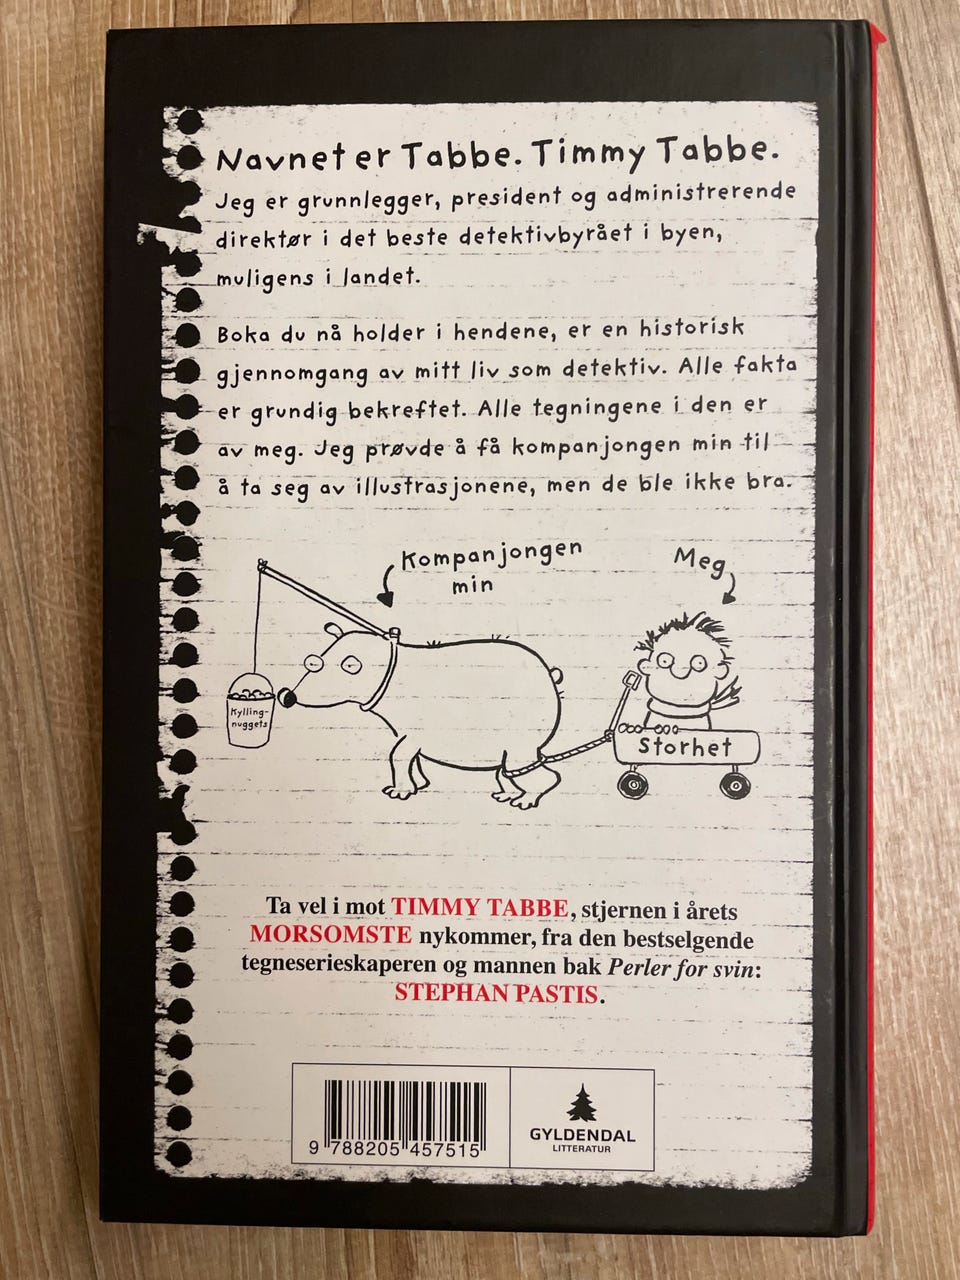 Navnet er Tabbe. Timmy Tabbe.
Jeg er grunnlegger, president og administrerende
direktør i det beste detektivbyrået i byen,
muligens i landet.
Boka du nå holder i hendene, er en historisk
gjennomgang av mitt liv som detektiv. Alle fakta
er grundig bekreftet. Alle tegningene i den er
av meg. Jeg prøvde å få kompanjongen min til
å ta seg av illustrasjonene, men de ble ikke bra.
Kompanjongen
min
Meg
Kylling-
nuggets
Storhet
Ta vel i mot TIMMY TABBE, stjernen i årets
MORSOMSTE nykommer, fra den bestselgende
tegneserieskaperen og mannen bak Perler for svin:
STEPHAN PASTIS.
9 788205 457515
GYLDENDAL
LITTERATUR